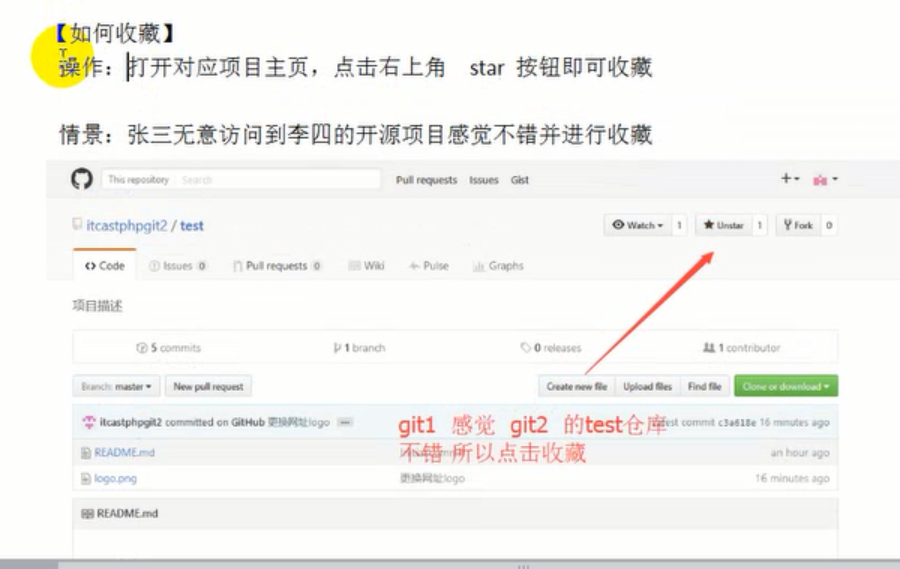 【如何收藏】
操作：打开对应项目主页，点击右上角 star 按钮即可收藏
情景：张三无意访问到李四的开源项目感觉不错并进行收藏
This repository Search Pull requests Issues Gist
itcastphpgit2 / test Watch 1 Unstar 1 Fork 0
Code Issues 0 Pull requests 0 Wiki Pulse Graphs
项目描述
5 commits 1 branch 0 releases 1 contributor
Branch: master New pull request Create new file Upload files Find file Clone or download
itcastphpgit2 committed on GitHub 更换网址logo commit c3a618e 16 minutes ago
git1 感觉 git2 的test仓库
不错 所以点击收藏
README.md an hour ago
logo.png 更换网址logo 16 minutes ago
README.md